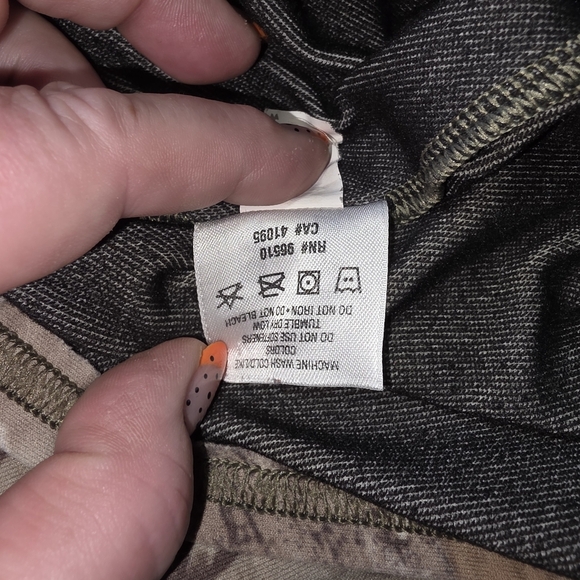 MACHINE WASH COLD/LIKE
COLORS
DO NOT USE SOFTENERS
TUMBLE DRY LOW
DO NOT IRON • DO NOT BLEACH
RN# 96510
CA# 41095